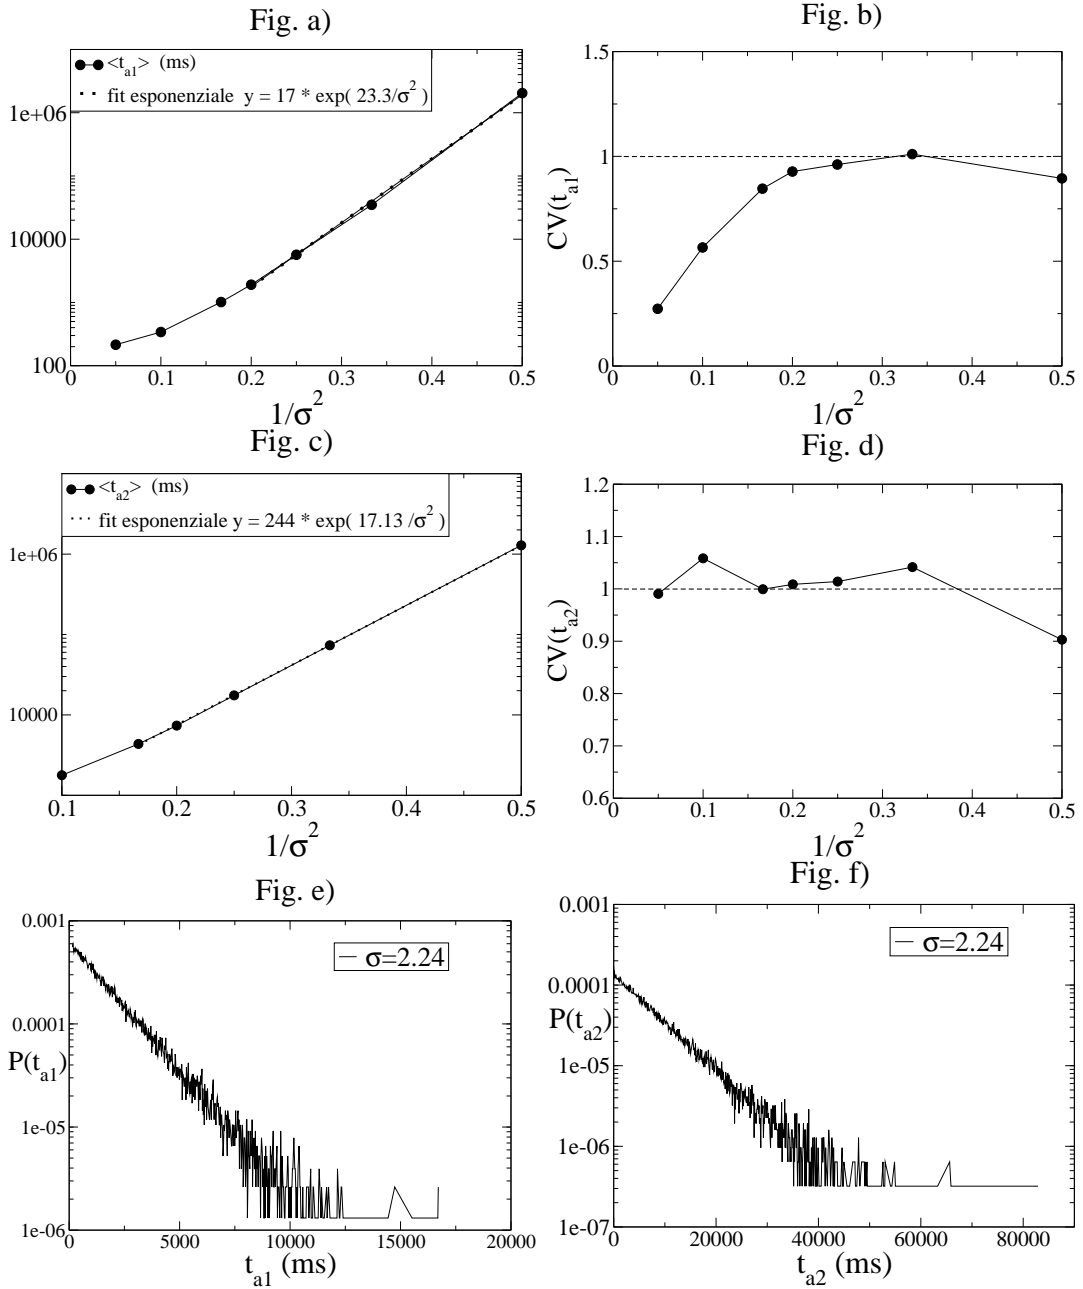 Fig. a)
<t_a1> (ms)
fit esponenziale y = 17 * exp( 23.3/σ^2 )
1e+06
10000
100
0 0.1 0.2 0.3 0.4 0.5
1/σ^2
Fig. b)
1.5
1
0.5
0
CV(t_a1)
0 0.1 0.2 0.3 0.4 0.5
1/σ^2
Fig. c)
<t_a2> (ms)
fit esponenziale y = 244 * exp( 17.13 /σ^2 )
1e+06
10000
0.1 0.2 0.3 0.4 0.5
1/σ^2
Fig. d)
1.2
1.1
1
0.9
0.8
0.7
0.6
CV(t_a2)
0 0.1 0.2 0.3 0.4 0.5
1/σ^2
Fig. e)
σ=2.24
0.001
0.0001
P(t_a1)
1e-05
1e-06
0 5000 10000 15000 20000
t_a1 (ms)
Fig. f)
σ=2.24
0.001
0.0001
P(t_a2)
1e-05
1e-06
1e-07
0 20000 40000 60000 80000
t_a2 (ms)